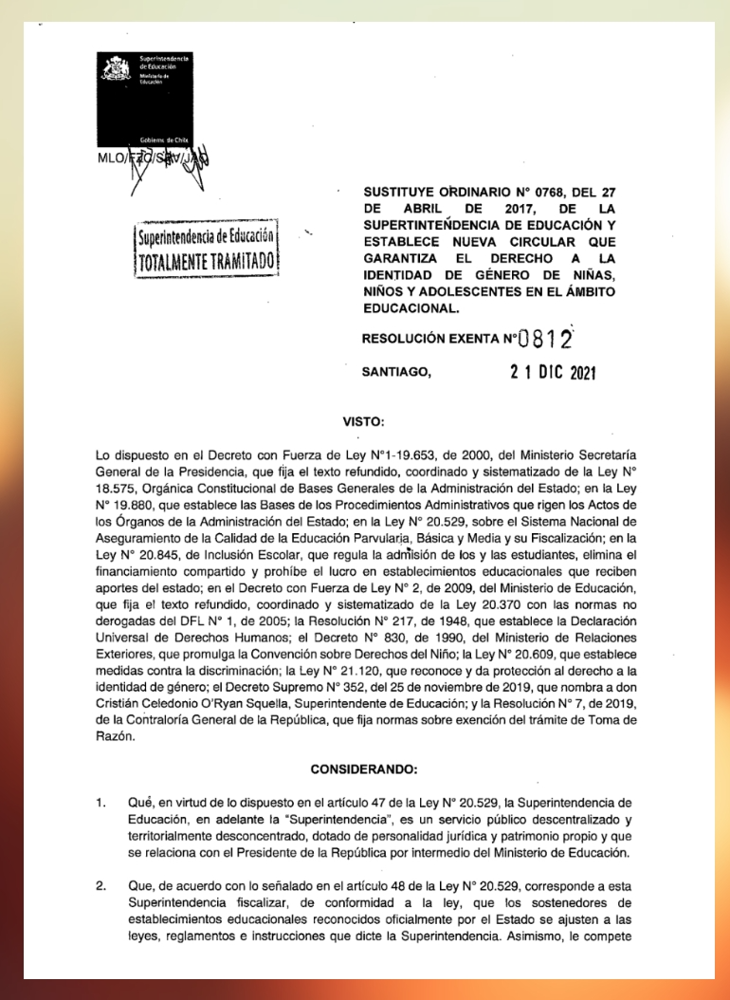 Superintendencia
de Educación
Ministerio de
Educación
Gobierno de Chile
MLO/FZO/SRV/JAO
Superintendencia de Educación
TOTALMENTE TRAMITADO
SUSTITUYE ORDINARIO N° 0768, DEL 27
DE ABRIL DE 2017, DE LA
SUPERTINTENDENCIA DE EDUCACIÓN Y
ESTABLECE NUEVA CIRCULAR QUE
GARANTIZA EL DERECHO A LA
IDENTIDAD DE GÉNERO DE NIÑAS,
NIÑOS Y ADOLESCENTES EN EL ÁMBITO
EDUCACIONAL.
RESOLUCIÓN EXENTA N° 0812
SANTIAGO, 21 DIC 2021
VISTO:
Lo dispuesto en el Decreto con Fuerza de Ley N°1-19.653, de 2000, del Ministerio Secretaría
General de la Presidencia, que fija el texto refundido, coordinado y sistematizado de la Ley N°
18.575, Orgánica Constitucional de Bases Generales de la Administración del Estado; en la Ley
N° 19.880, que establece las Bases de los Procedimientos Administrativos que rigen los Actos de
los Órganos de la Administración del Estado; en la Ley N° 20.529, sobre el Sistema Nacional de
Aseguramiento de la Calidad de la Educación Parvularia, Básica y Media y su Fiscalización; en la
Ley N° 20.845, de Inclusión Escolar, que regula la admisión de los y las estudiantes, elimina el
financiamiento compartido y prohíbe el lucro en establecimientos educacionales que reciben
aportes del estado; en el Decreto con Fuerza de Ley N° 2, de 2009, del Ministerio de Educación,
que fija el texto refundido, coordinado y sistematizado de la Ley 20.370 con las normas no
derogadas del DFL N° 1, de 2005; la Resolución N° 217, de 1948, que establece la Declaración
Universal de Derechos Humanos; el Decreto N° 830, de 1990, del Ministerio de Relaciones
Exteriores, que promulga la Convención sobre Derechos del Niño; la Ley N° 20.609, que establece
medidas contra la discriminación; la Ley N° 21.120, que reconoce y da protección al derecho a la
identidad de género; el Decreto Supremo N° 352, del 25 de noviembre de 2019, que nombra a don
Cristián Celedonio O'Ryan Squella, Superintendente de Educación; y la Resolución N° 7, de 2019,
de la Contraloría General de la República, que fija normas sobre exención del trámite de Toma de
Razón.
CONSIDERANDO:
1. Qué, en virtud de lo dispuesto en el artículo 47 de la Ley N° 20.529, la Superintendencia de
Educación, en adelante la "Superintendencia", es un servicio público descentralizado y
territorialmente desconcentrado, dotado de personalidad jurídica y patrimonio propio y que
se relaciona con el Presidente de la República por intermedio del Ministerio de Educación.
2. Que, de acuerdo con lo señalado en el artículo 48 de la Ley N° 20.529, corresponde a esta
Superintendencia fiscalizar, de conformidad a la ley, que los sostenedores de
establecimientos educacionales reconocidos oficialmente por el Estado se ajusten a las
leyes, reglamentos e instrucciones que dicte la Superintendencia. Asimismo, le compete